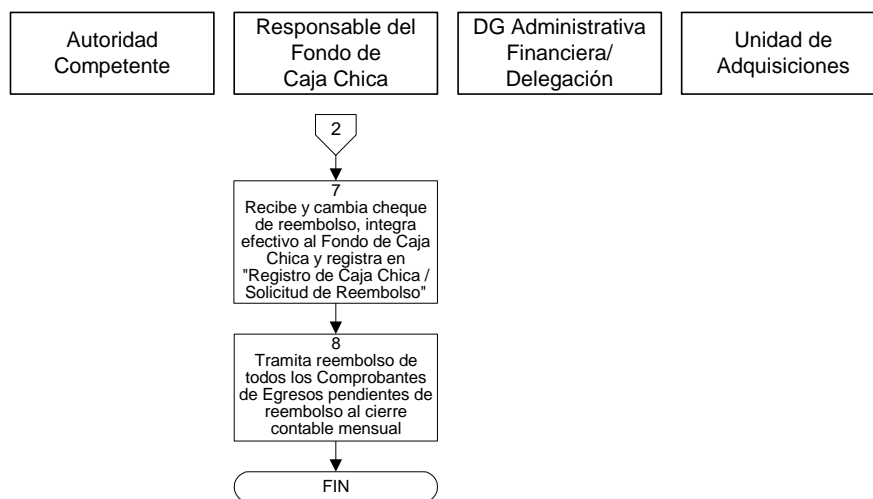 Autoridad
Competente
Responsable del
Fondo de
Caja Chica
DG Administrativa
Financiera/
Delegación
Unidad de
Adquisiciones
2
7
Recibe y cambia cheque
de reembolso, integra
efectivo al Fondo de Caja
Chica y registra en
"Registro de Caja Chica /
Solicitud de Reembolso"
8
Tramita reembolso de
todos los Comprobantes
de Egresos pendientes de
reembolso al cierre
contable mensual
FIN